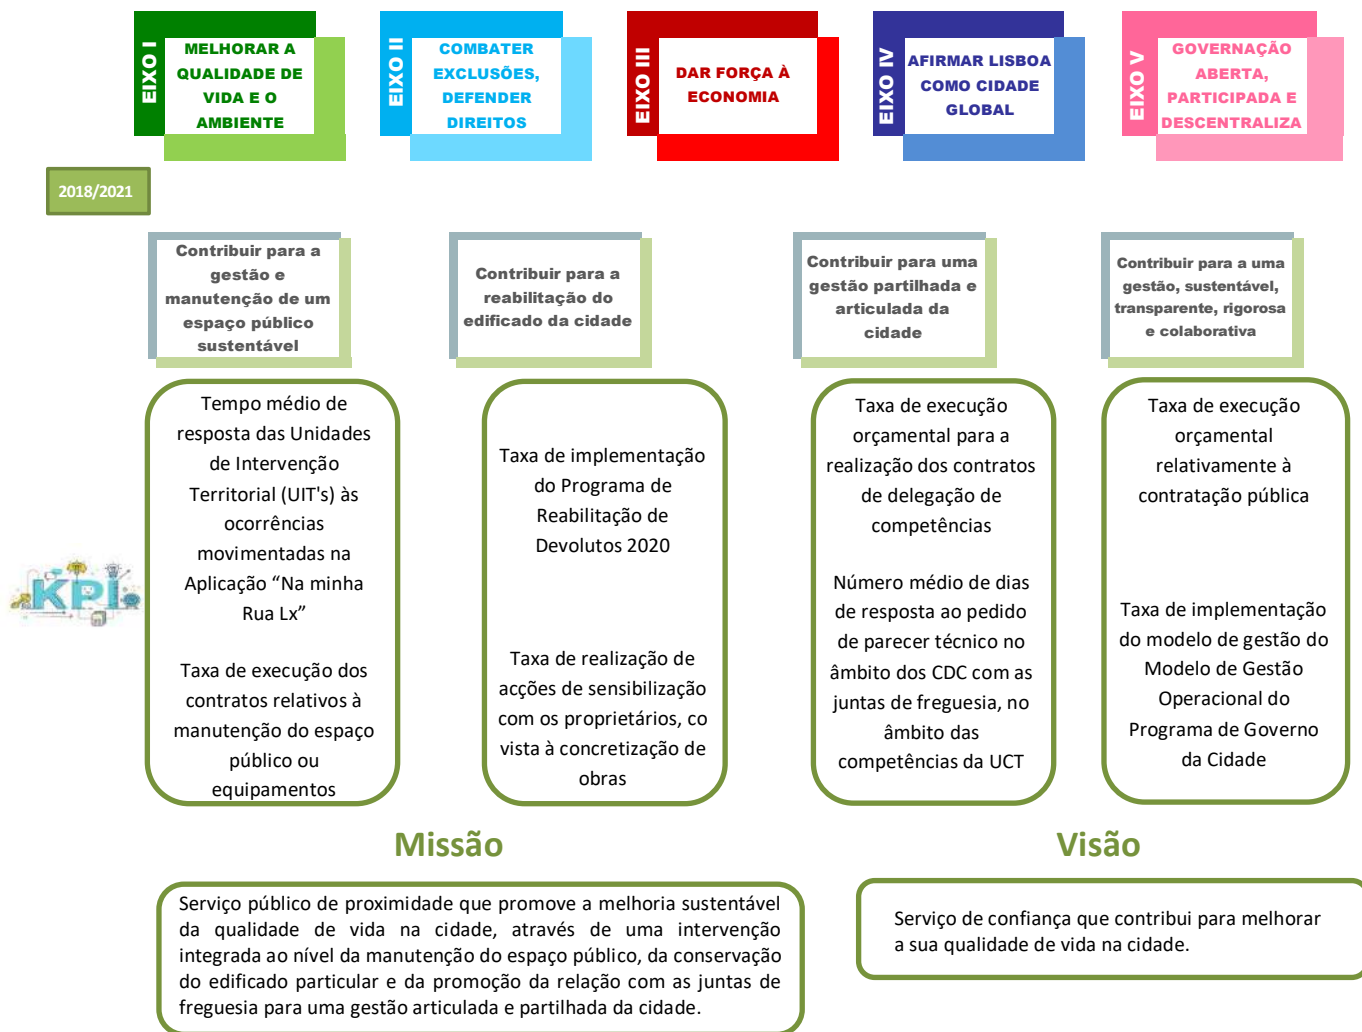 EIXO I
MELHORAR A
QUALIDADE DE
VIDA E O
AMBIENTE
EIXO II
COMBATER
EXCLUSÕES,
DEFENDER
DIREITOS
EIXO III
DAR FORÇA À
ECONOMIA
EIXO IV
AFIRMAR LISBOA
COMO CIDADE
GLOBAL
EIXO V
GOVERNAÇÃO
ABERTA,
PARTICIPADA E
DESCENTRALIZA
2018/2021
Contribuir para a
gestão e
manutenção de um
espaço público
sustentável
Contribuir para a
reabilitação do
edificado da cidade
Contribuir para uma
gestão partilhada e
articulada da
cidade
Contribuir para a uma
gestão, sustentável,
transparente, rigorosa
e colaborativa
KPI
Tempo médio de
resposta das Unidades
de Intervenção
Territorial (UIT's) às
ocorrências
movimentadas na
Aplicação “Na minha
Rua Lx”
Taxa de execução dos
contratos relativos à
manutenção do espaço
público ou
equipamentos
Taxa de implementação
do Programa de
Reabilitação de
Devolutos 2020
Taxa de realização de
acções de sensibilização
com os proprietários, co
vista à concretização de
obras
Taxa de execução
orçamental para a
realização dos contratos
de delegação de
competências
Número médio de dias
de resposta ao pedido
de parecer técnico no
âmbito dos CDC com as
juntas de freguesia, no
âmbito das
competências da UCT
Taxa de execução
orçamental
relativamente à
contratação pública
Taxa de implementação
do modelo de gestão do
Modelo de Gestão
Operacional do
Programa de Governo
da Cidade
Missão
Serviço público de proximidade que promove a melhoria sustentável
da qualidade de vida na cidade, através de uma intervenção
integrada ao nível da manutenção do espaço público, da conservação
do edificado particular e da promoção da relação com as juntas de
freguesia para uma gestão articulada e partilhada da cidade.
Visão
Serviço de confiança que contribui para melhorar
a sua qualidade de vida na cidade.